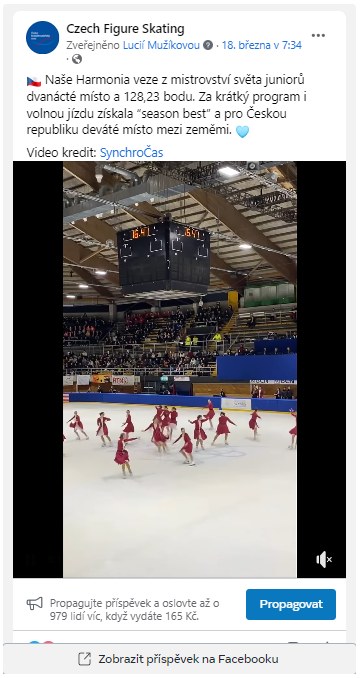 Czech Figure Skating
Zveřejněno Lucií Mužíkovou · 18. března v 7:34
🇨🇿 Naše Harmonia veze z mistrovství světa juniorů
dvanácté místo a 128,23 bodu. Za krátký program i
volnou jízdu získala “season best” a pro Českou
republiku deváté místo mezi zeměmi. 🩵
Video kredit: SynchroČas
16:41
16:41
Propagujte příspěvek a oslovte až o
979 lidí víc, když vydáte 165 Kč.
Propagovat
Zobrazit příspěvek na Facebooku